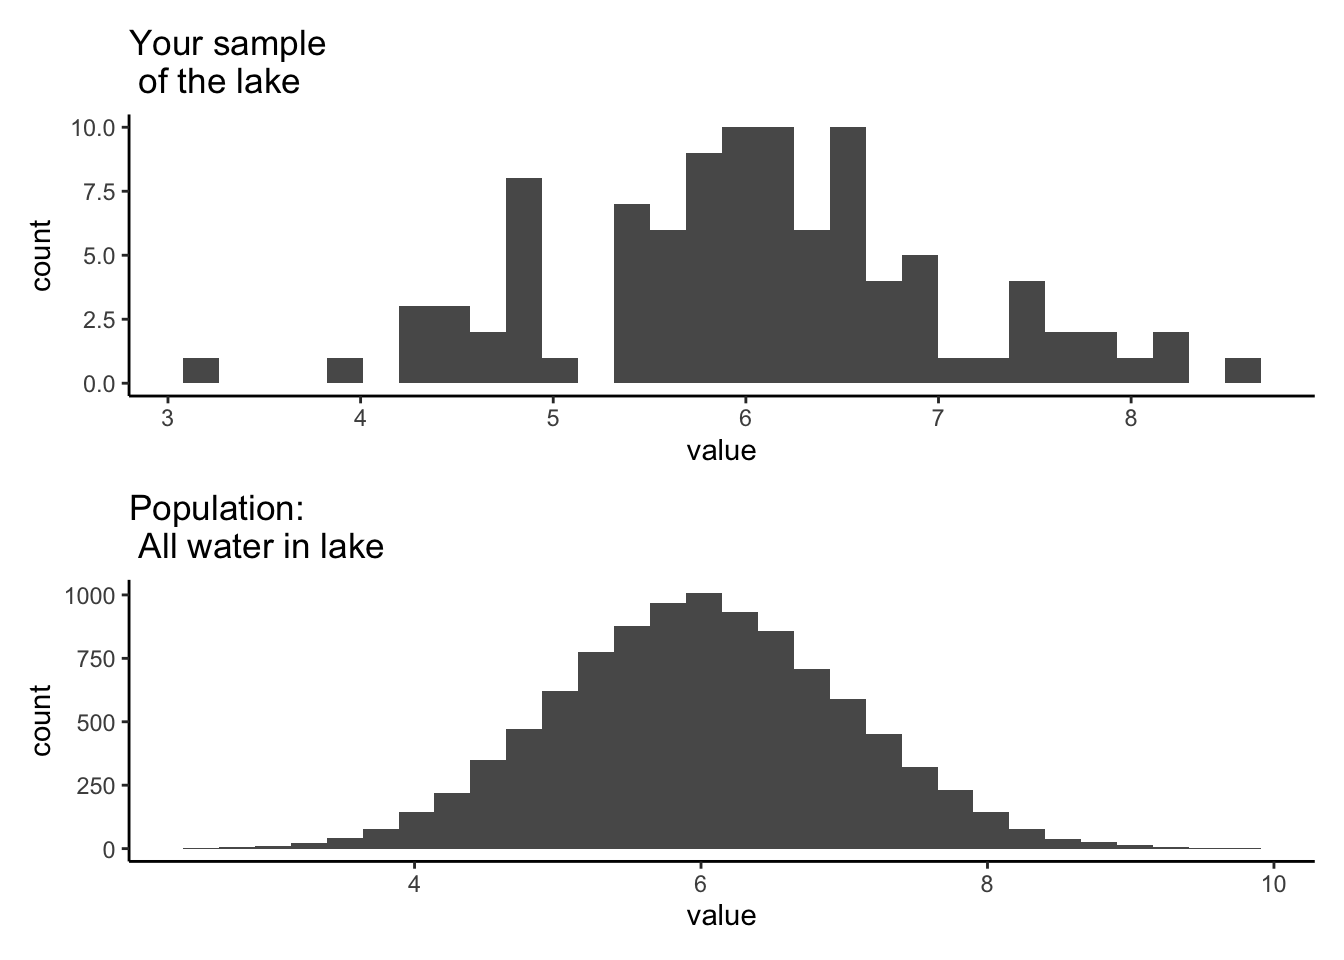 Your sample
of the lake
10.0
7.5
5.0
2.5
0.0
count
3 4 5 6 7 8
value
Population:
All water in lake
1000
750
500
250
0
count
4 6 8 10
value